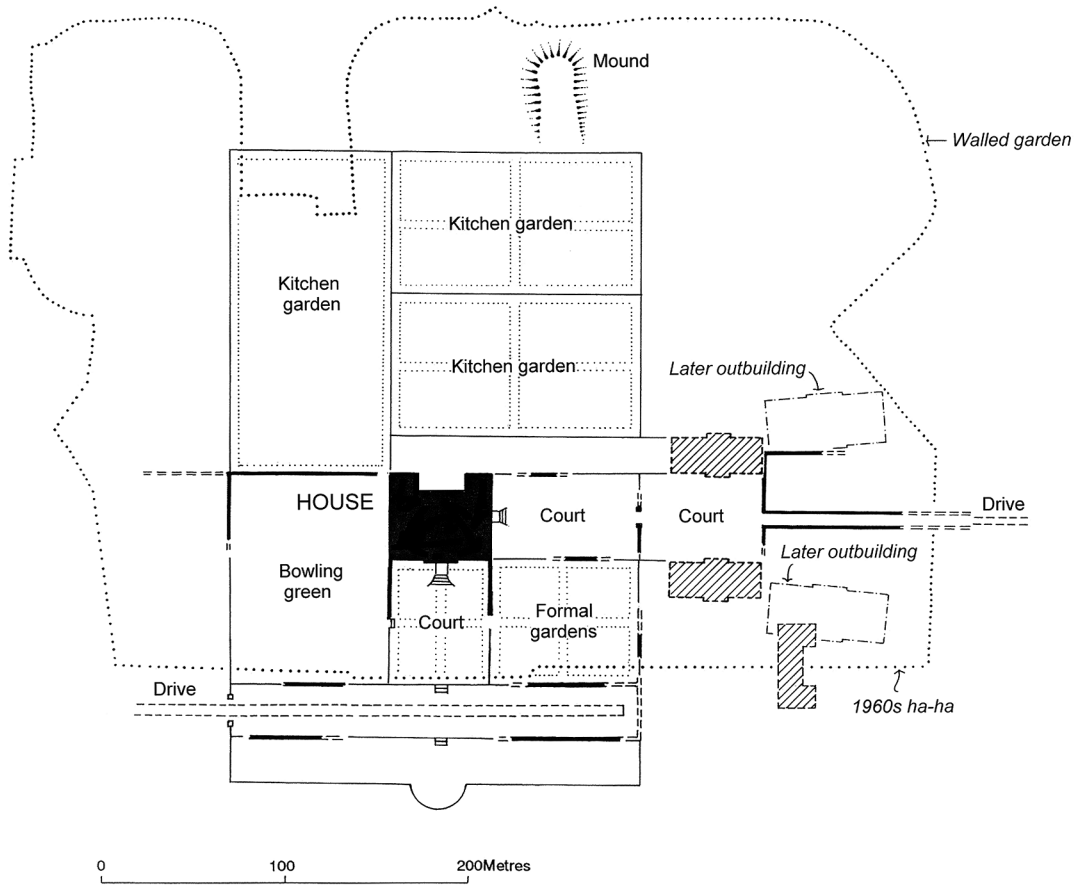 Mound
Walled garden
Kitchen garden
Kitchen
garden
Kitchen garden
Later outbuilding
HOUSE
Court
Court
Drive
Later outbuilding
Bowling
green
Court
Formal
gardens
Drive
1960s ha-ha
0 100 200Metres